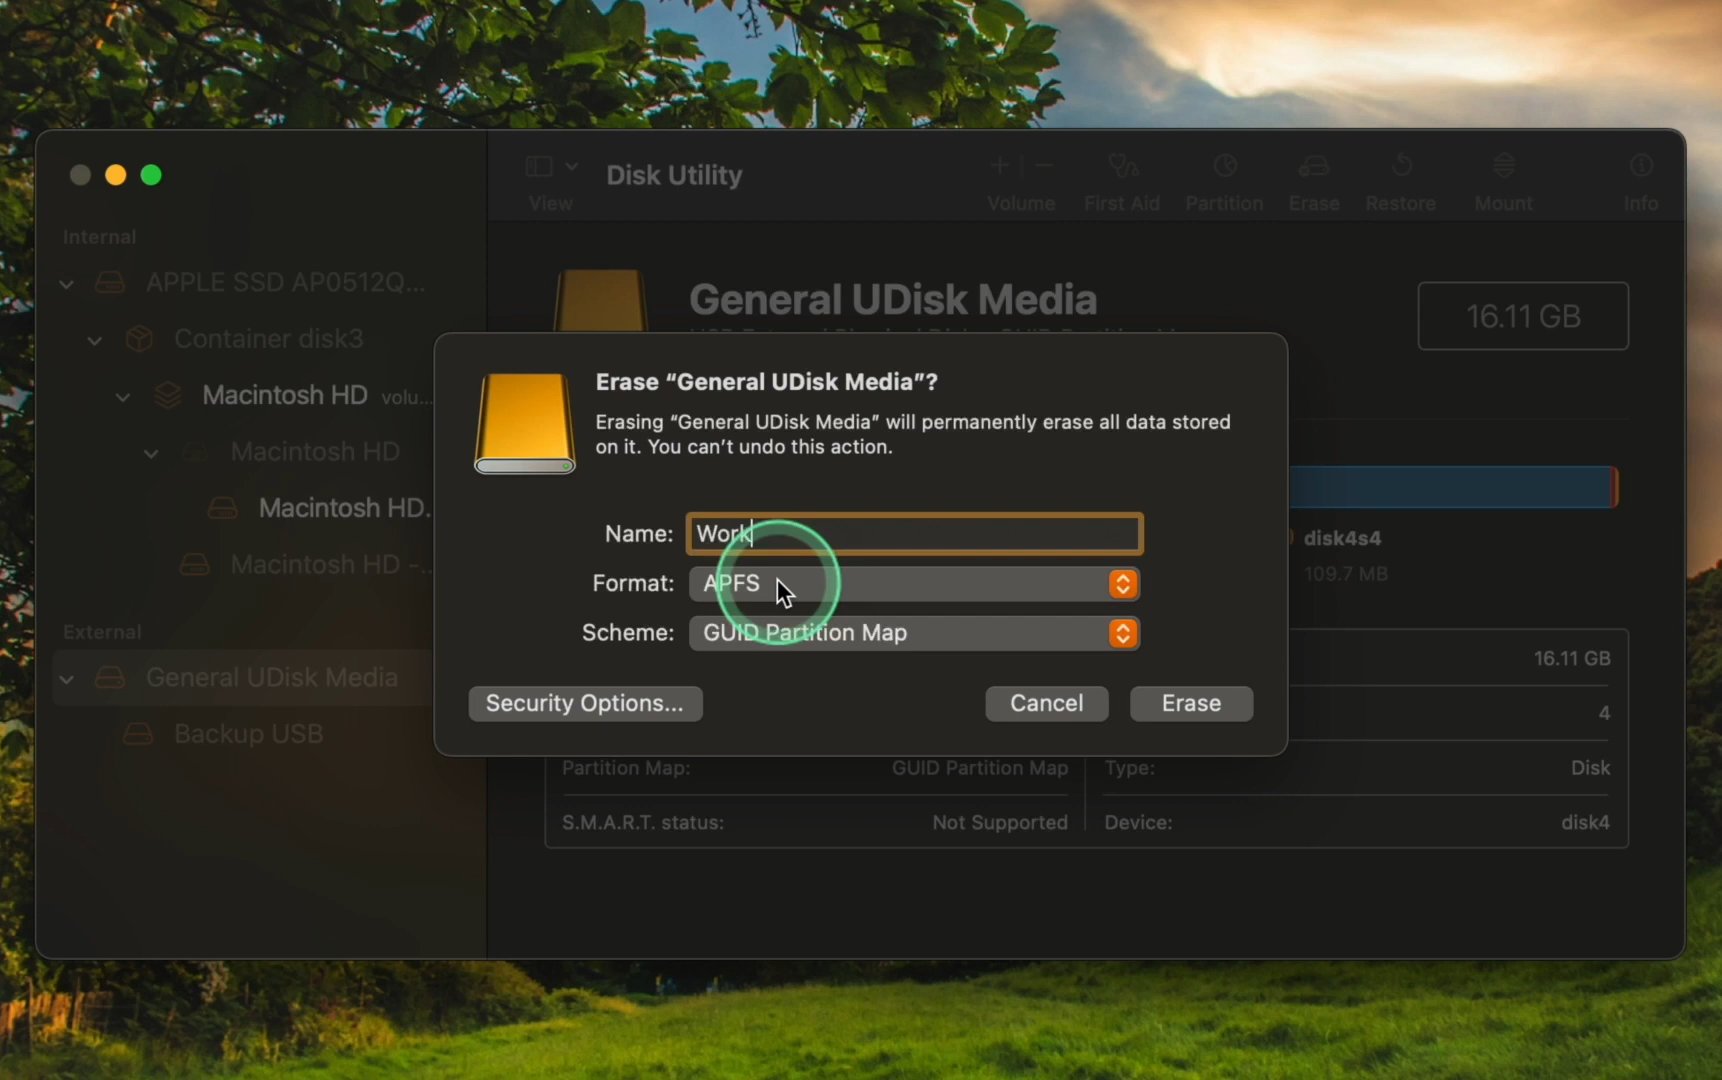 Disk Utility
View
Volume
First Aid
Partition
Erase
Restore
Mount
Info
Internal
APPLE SSD AP0512Q...
Container disk3
Macintosh HD volu...
Macintosh HD
Macintosh HD.
Macintosh HD -..
External
General UDisk Media
Backup USB
General UDisk Media
16.11 GB
Erase “General UDisk Media”?
Erasing “General UDisk Media” will permanently erase all data stored
on it. You can’t undo this action.
Name: Work
Format: APFS
Scheme: GUID Partition Map
Security Options...
Cancel
Erase
disk4s4
109.7 MB
16.11 GB
4
Partition Map: GUID Partition Map
Type: Disk
S.M.A.R.T. status: Not Supported
Device: disk4